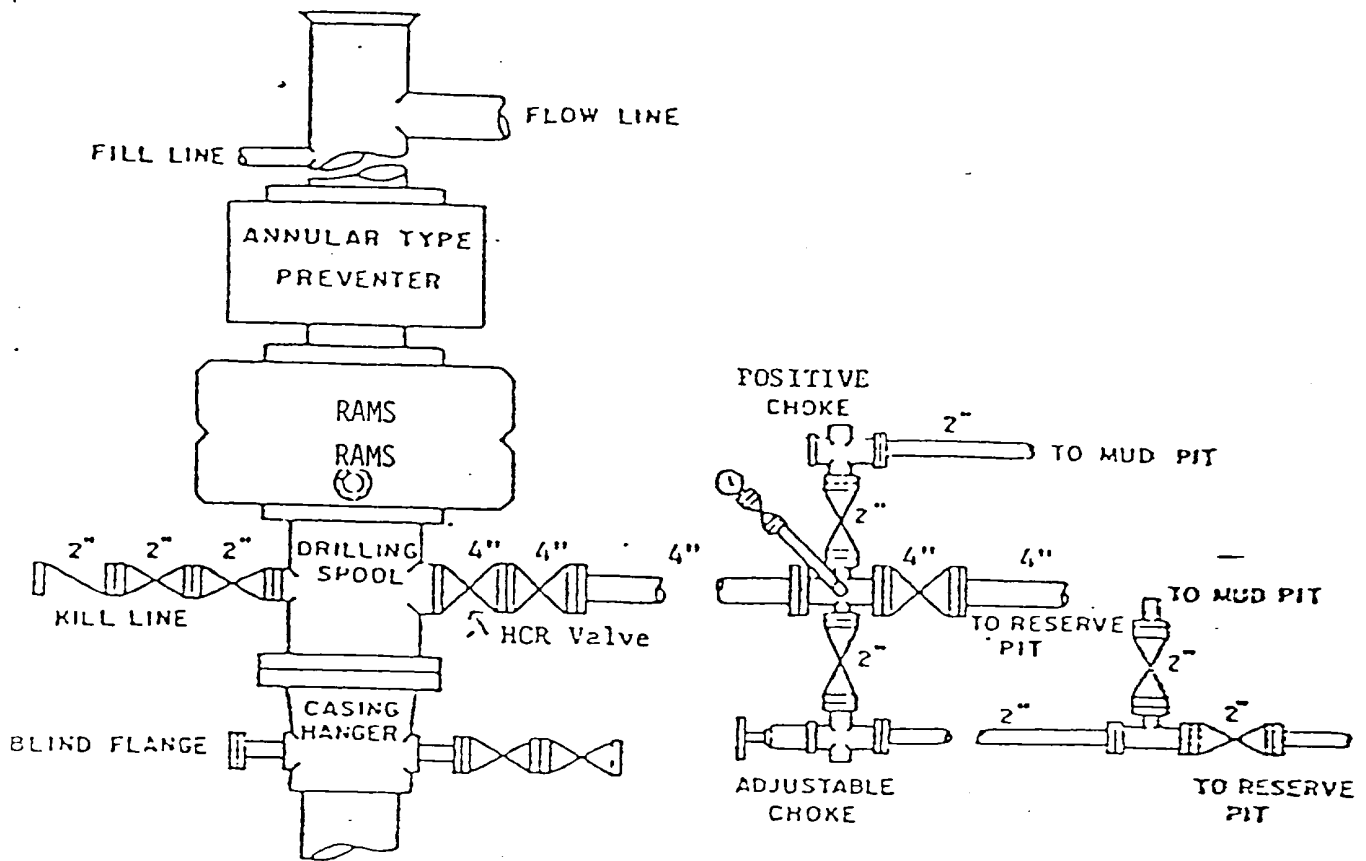 FLOW LINE
FILL LINE
ANNULAR TYPE
PREVENTER
RAMS
RAMS
POSITIVE
CHOKE
2"
TO MUD PIT
2"
2"
2"
2"
DRILLING
SPOOL
4"
4"
4"
4"
4"
TO MUD PIT
KILL LINE
HCR Valve
TO RESERVE
PIT
2"
2"
CASING
HANGER
BLIND FLANGE
2"
2"
ADJUSTABLE
CHOKE
TO RESERVE
PIT